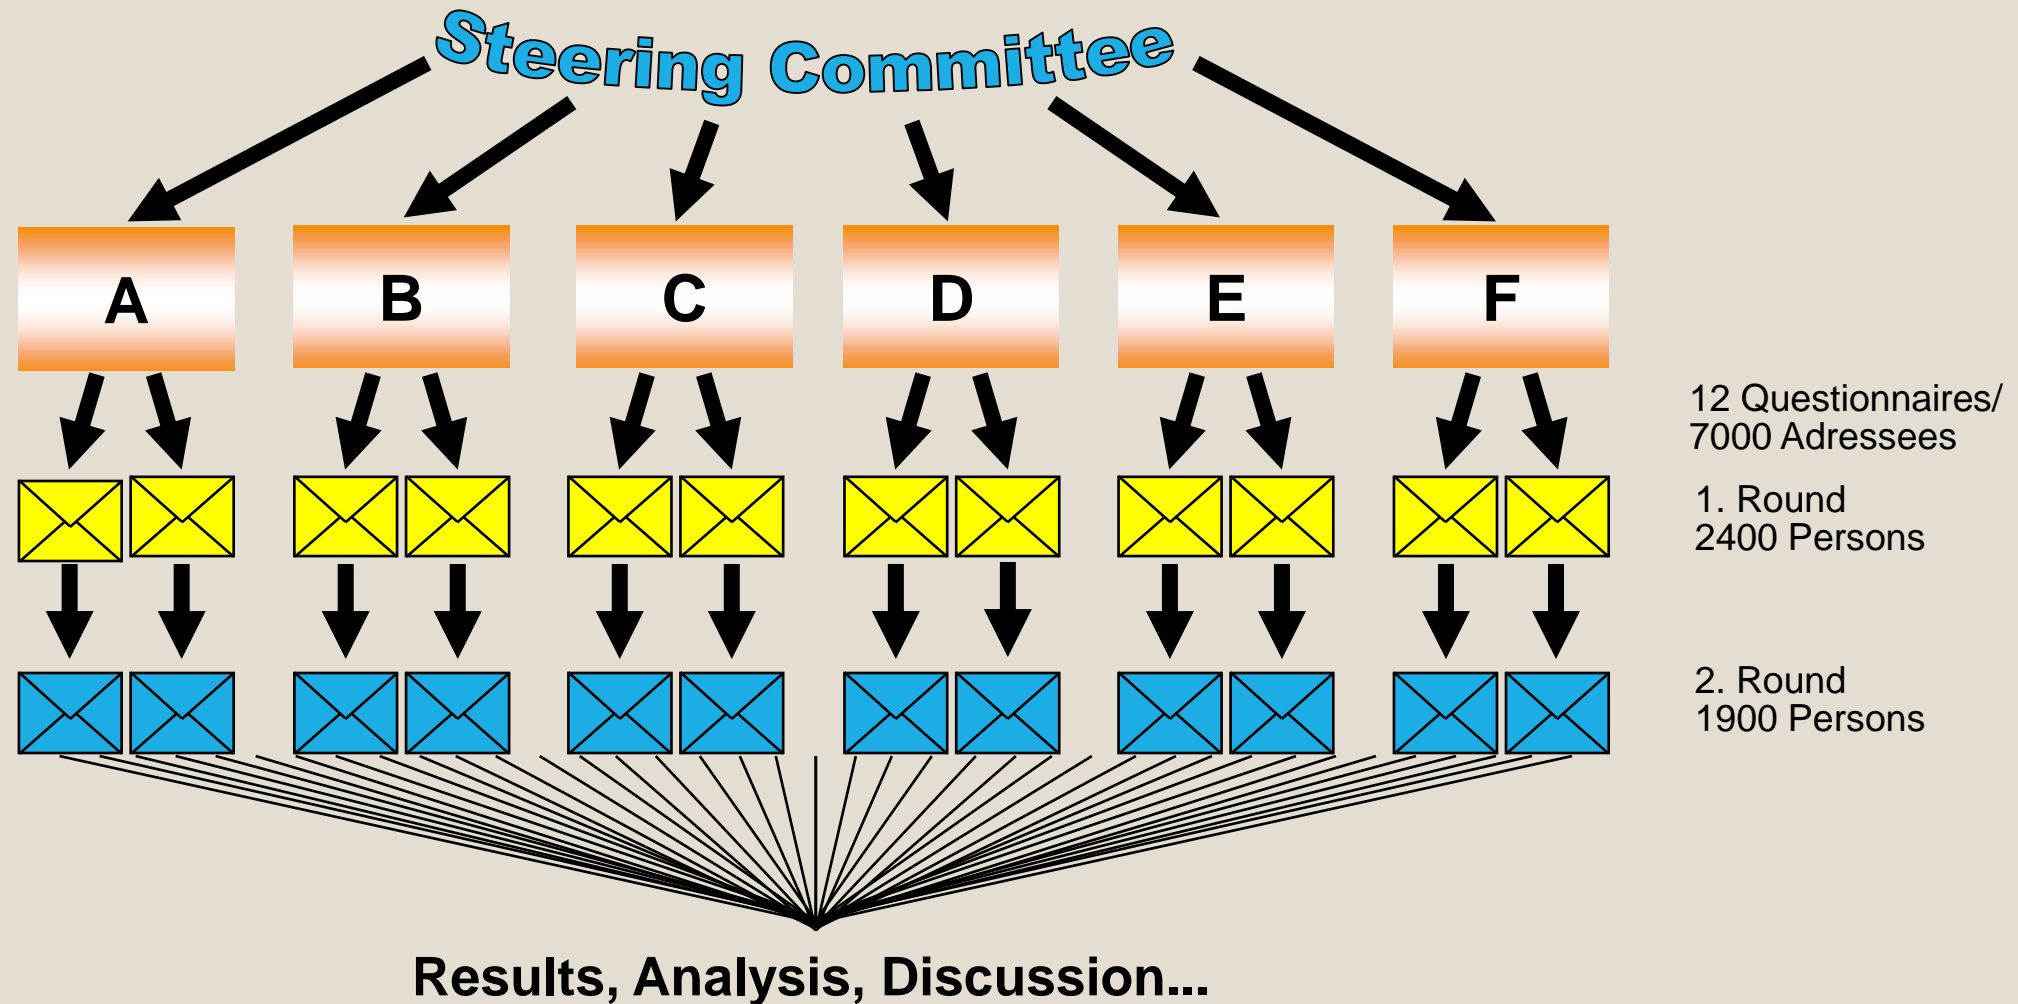 Steering Committee
A
B
C
D
E
F
12 Questionnaires/
7000 Adressees
1. Round
2400 Persons
2. Round
1900 Persons
Results, Analysis, Discussion...